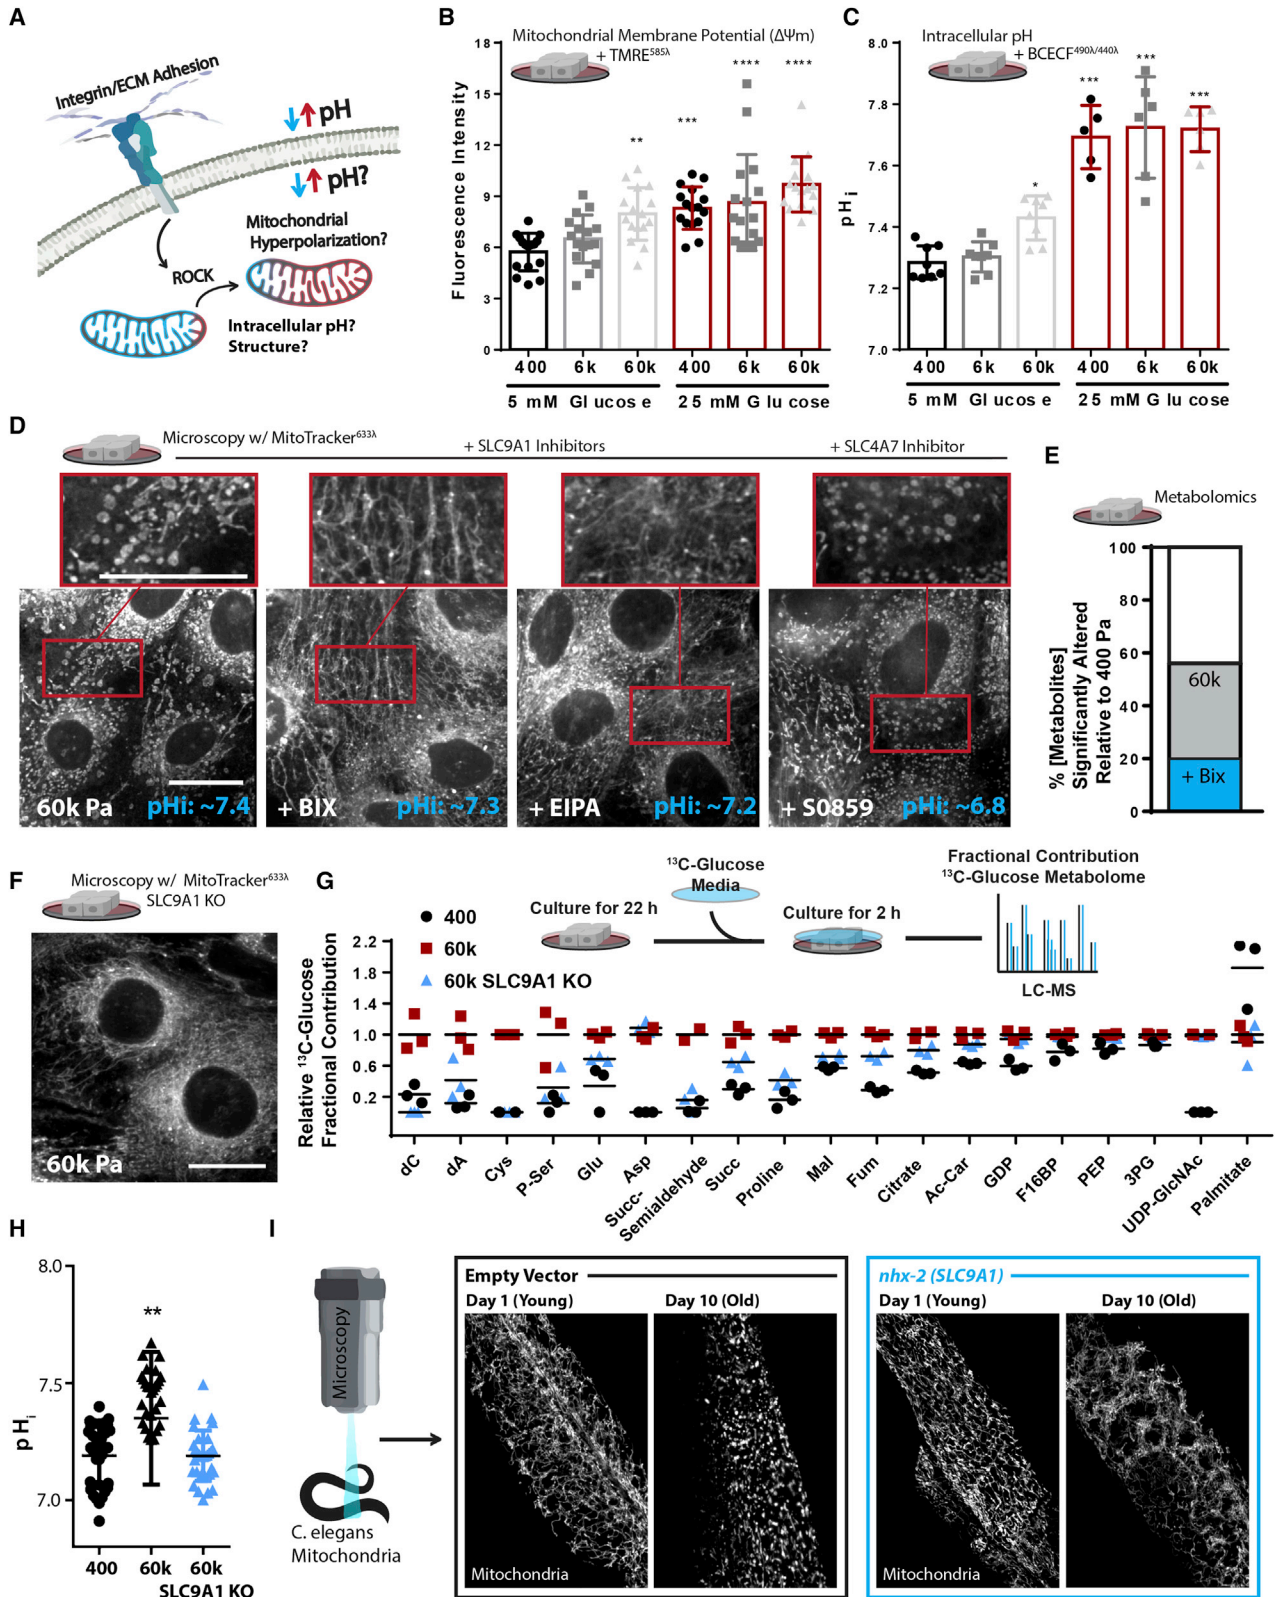 A
Integrin/ECM Adhesion
pH
pH?
Mitochondrial
Hyperpolarization?
ROCK
Intracellular pH?
Structure?
B
Mitochondrial Membrane Potential (ΔΨm)
+ TMRE585λ
Fluorescence Intensity
18
15
12
9
6
3
0
**
***
****
****
400
6k
60k
400
6k
60k
5 mM Glucose
25 mM Glucose
C
Intracellular pH
+ BCECF490λ/440λ
pHi
8.0
7.8
7.6
7.4
7.2
7.0
*
***
***
***
400
6k
60k
400
6k
60k
5 mM Glucose
25 mM Glucose
D
Microscopy w/ MitoTracker633λ
+ SLC9A1 Inhibitors
+ SLC4A7 Inhibitor
60k Pa
pHi: ~7.4
+ BIX
pHi: ~7.3
+ EIPA
pHi: ~7.2
+ S0859
pHi: ~6.8
E
Metabolomics
% [Metabolites]
Significantly Altered
Relative to 400 Pa
100
80
60
40
20
0
60k
+ Bix
F
Microscopy w/ MitoTracker633λ
SLC9A1 KO
60k Pa
G
Culture for 22 h
13C-Glucose
Media
Culture for 2 h
Fractional Contribution
13C-Glucose Metabolome
LC-MS
400
60k
60k SLC9A1 KO
Relative 13C-Glucose
Fractional Contribution
2.2
1.8
1.4
1.0
0.6
0.2
dC
dA
Cys
P-Ser
Glu
Asp
Succ-
Semialdehyde
Succ
Proline
Mal
Fum
Citrate
Ac-Car
GDP
F16BP
PEP
3PG
UDP-GlcNAc
Palmitate
H
pHi
8.0
7.5
7.0
**
400
60k
60k
SLC9A1 KO
I
Microscopy
C. elegans
Mitochondria
Empty Vector
Day 1 (Young)
Day 10 (Old)
Mitochondria
nhx-2 (SLC9A1)
Day 1 (Young)
Day 10 (Old)
Mitochondria